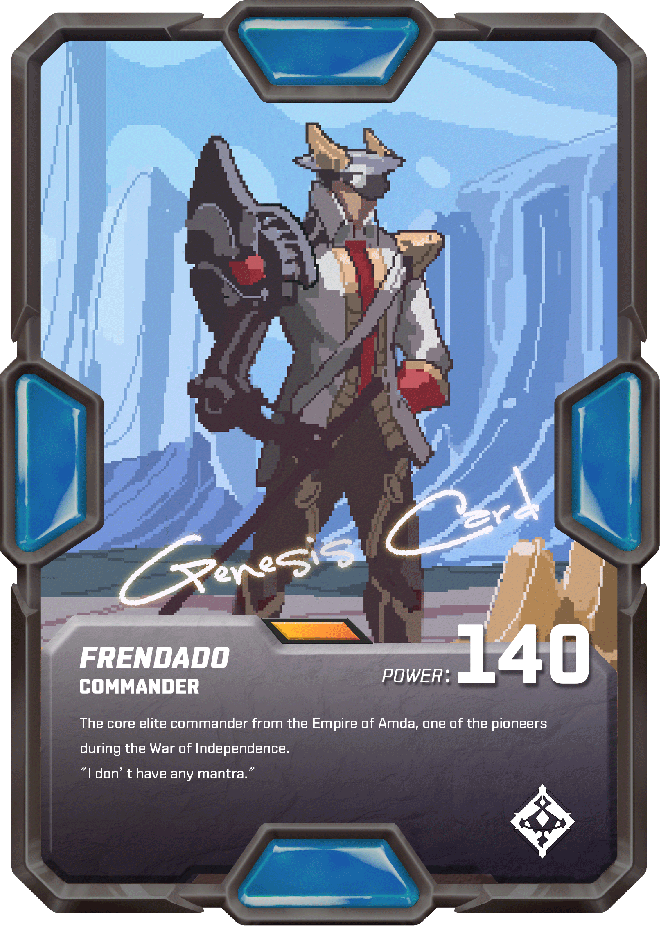 Genesis Card
FRENDADO
COMMANDER
POWER: 140
The core elite commander from the Empire of Amda, one of the pioneers
during the War of Independence.
"I don' t have any mantra."